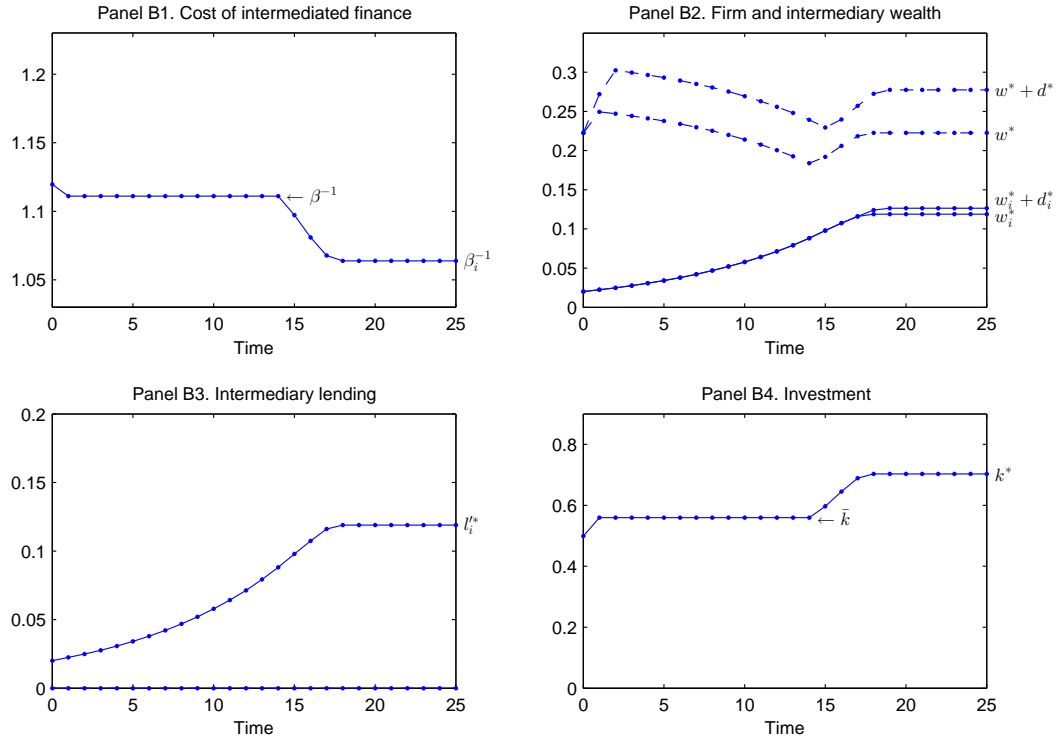 Panel B1. Cost of intermediated finance
1.2
1.15
1.1
1.05
← β⁻¹
βᵢ⁻¹
0 5 10 15 20 25
Time
Panel B2. Firm and intermediary wealth
0.3
0.25
0.2
0.15
0.1
0.05
0
w* + d*
w*
wᵢ* + dᵢ*
wᵢ*
0 5 10 15 20 25
Time
Panel B3. Intermediary lending
0.2
0.15
0.1
0.05
0
lᵢ′*
0 5 10 15 20 25
Time
Panel B4. Investment
0.8
0.6
0.4
0.2
0
k*
← k̄
0 5 10 15 20 25
Time